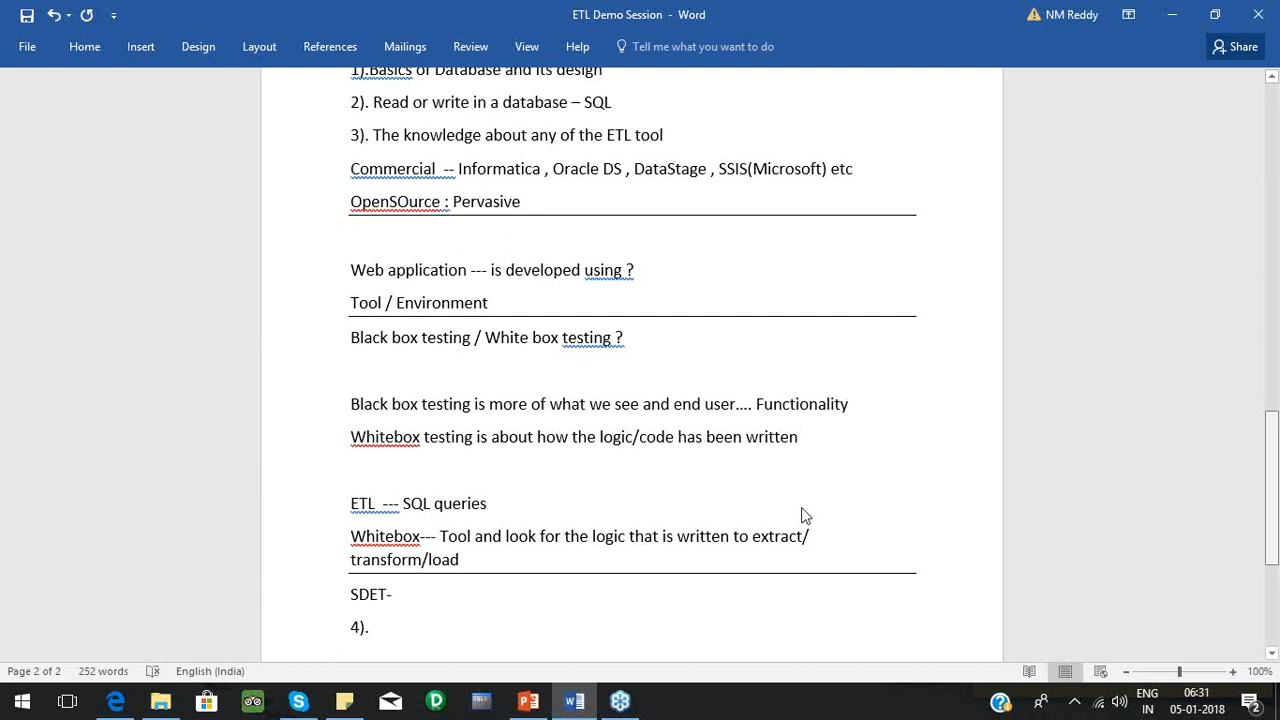 ETL Demo Session - Word
NM Reddy
File Home Insert Design Layout References Mailings Review View Help Tell me what you want to do Share
1).Basics of Database and its design
2). Read or write in a database – SQL
3). The knowledge about any of the ETL tool
Commercial -- Informatica , Oracle DS , DataStage , SSIS(Microsoft) etc
OpenSOurce : Pervasive
Web application --- is developed using ?
Tool / Environment
Black box testing / White box testing ?
Black box testing is more of what we see and end user.... Functionality
Whitebox testing is about how the logic/code has been written
ETL --- SQL queries
Whitebox--- Tool and look for the logic that is written to extract/
transform/load
SDET-
4).
Page 2 of 2 252 words English (India) 100%
ENG 06:31
IN 05-01-2018 2